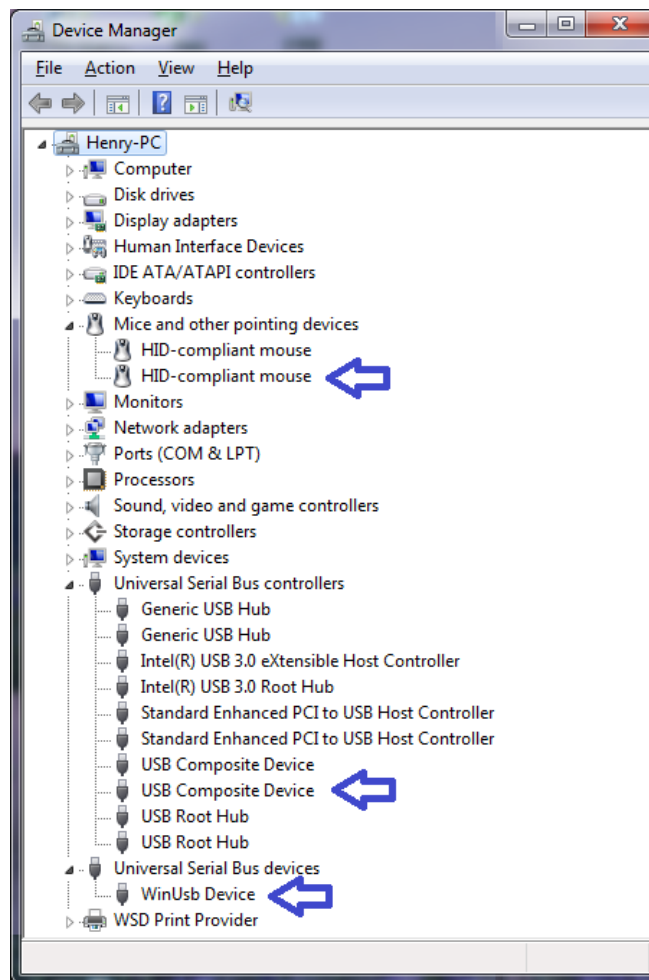 Device Manager
File Action View Help
Henry-PC
Computer
Disk drives
Display adapters
Human Interface Devices
IDE ATA/ATAPI controllers
Keyboards
Mice and other pointing devices
HID-compliant mouse
HID-compliant mouse
Monitors
Network adapters
Ports (COM & LPT)
Processors
Sound, video and game controllers
Storage controllers
System devices
Universal Serial Bus controllers
Generic USB Hub
Generic USB Hub
Intel(R) USB 3.0 eXtensible Host Controller
Intel(R) USB 3.0 Root Hub
Standard Enhanced PCI to USB Host Controller
Standard Enhanced PCI to USB Host Controller
USB Composite Device
USB Composite Device
USB Root Hub
USB Root Hub
Universal Serial Bus devices
WinUsb Device
WSD Print Provider